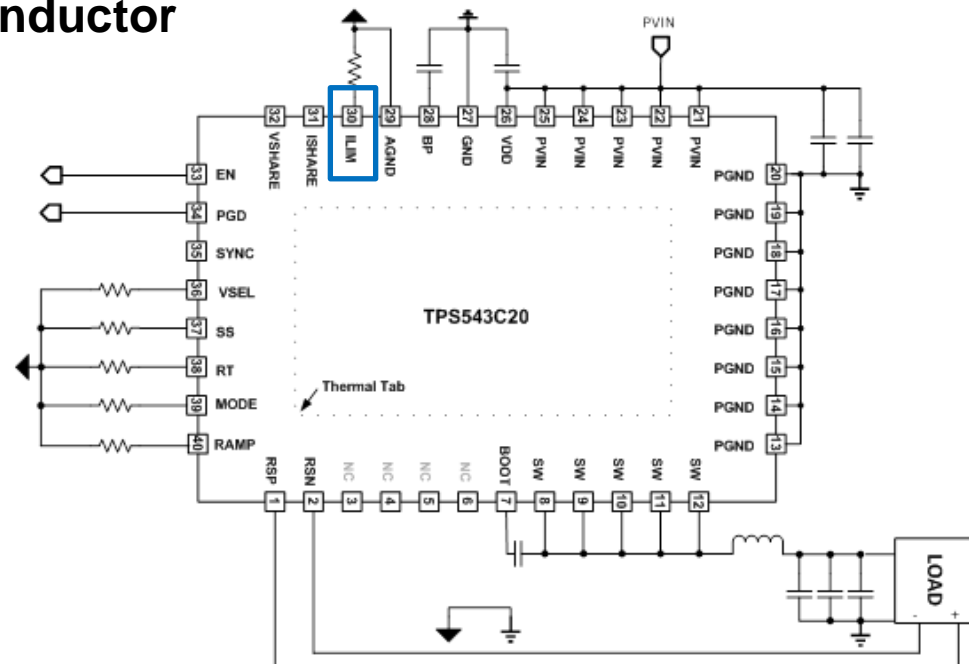 nductor
PVIN
32 31 30 29 28 27 26 25 24 23 22 21
VSHARE ISHARE ILIM AGND BP GND VDD PVIN PVIN PVIN PVIN PVIN
33 EN
34 PGD
35 SYNC
36 VSEL
37 SS
38 RT
39 MODE
40 RAMP
PGND 20
PGND 19
PGND 18
PGND 17
PGND 16
PGND 15
PGND 14
PGND 13
TPS543C20
Thermal Tab
RSP RSN NC NC NC NC BOOT SW SW SW SW SW
1 2 3 4 5 6 7 8 9 10 11 12
LOAD
- +